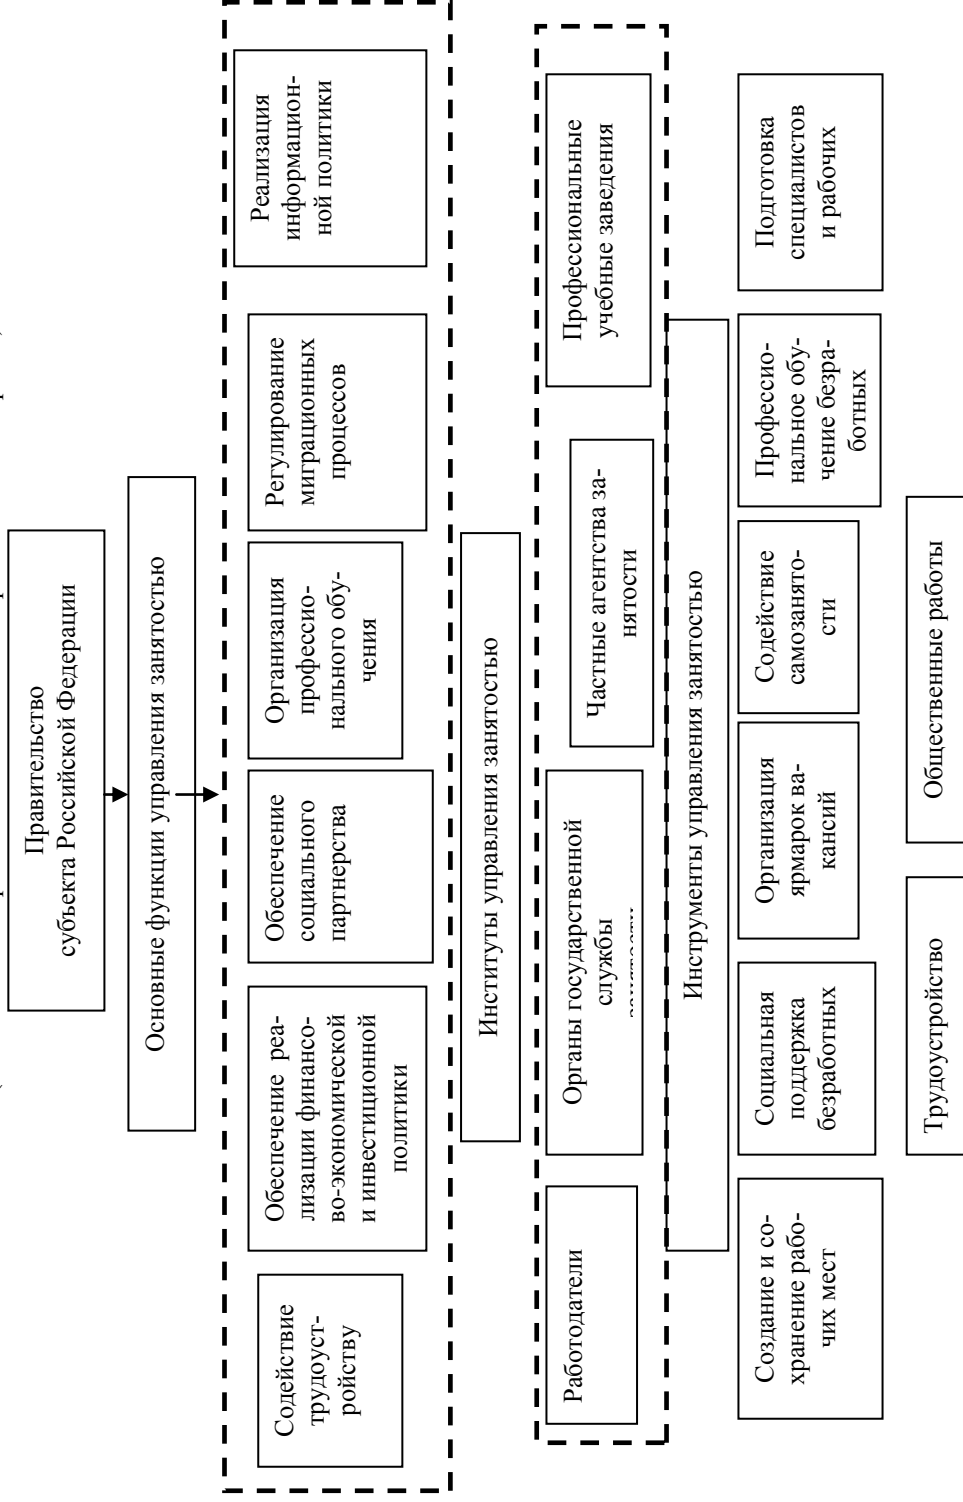 Правительство
субъекта Российской Федерации
Основные функции управления занятостью
Содействие
трудоуст-
ройству
Обеспечение реа-
лизации финансо-
во-экономической
и инвестиционной
политики
Обеспечение
социального
партнерства
Организация
профессио-
нального обу-
чения
Регулирование
миграционных
процессов
Реализация
информацион-
ной политики
Институты управления занятостью
Работодатели
Органы государственной
службы
Частные агентства за-
нятости
Профессиональные
учебные заведения
Инструменты управления занятостью
Создание и со-
хранение рабо-
чих мест
Социальная
поддержка
безработных
Организация
ярмарок ва-
кансий
Содействие
самозанято-
сти
Профессио-
нальное обу-
чение безра-
ботных
Подготовка
специалистов
и рабочих
Трудоустройство
Общественные работы